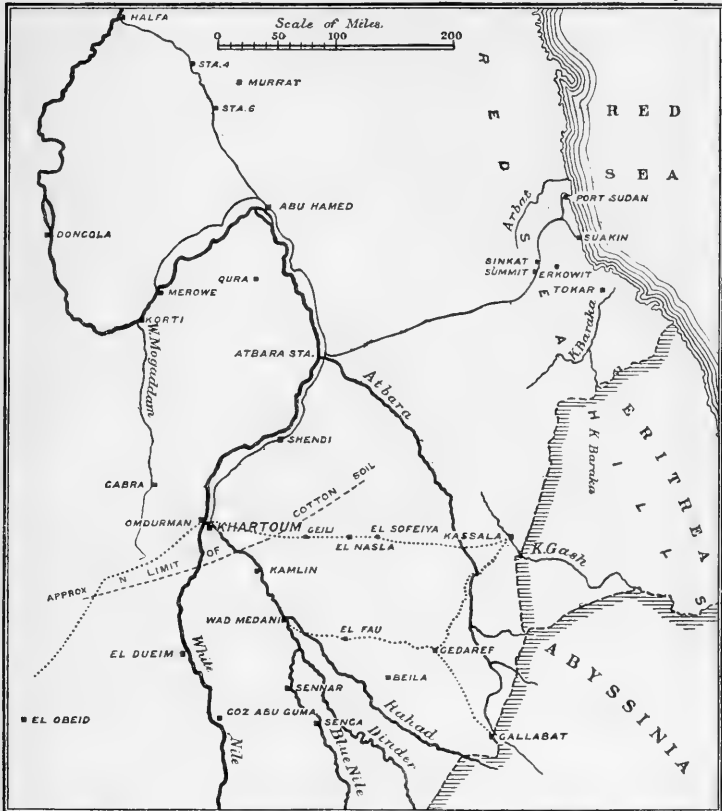 HALFA
Scale of Miles.
0 50 100 200
STA.4
MURRAT
STA.6
RED
SEA
RED SEA HILLS
ABU HAMED
Arbat
PORT SUDAN
DONGOLA
SUAKIN
SINKAT
SUMMIT
ERKOWIT
QURA
TOKAR
MEROWE
KORTI
K.Baraka
W.Mogaddam
ATBARA STA.
Atbara
ERITREA
SHENDI
K Baraka
GABRA
COTTON SOIL
OMDURMAN
KHARTOUM
GEILI
EL SOFEIYA
KASSALA
EL NASLA
K.Gash
APPROX N LIMIT OF
KAMLIN
WAD MEDANI
EL FAU
ABYSSINIA
EL DUEIM
White
GEDAREF
BEILA
SENNAR
Rahad
EL OBEID
GOZ ABU GUMA
SENGA
Dinder
GALLABAT
Nile
Blue Nile